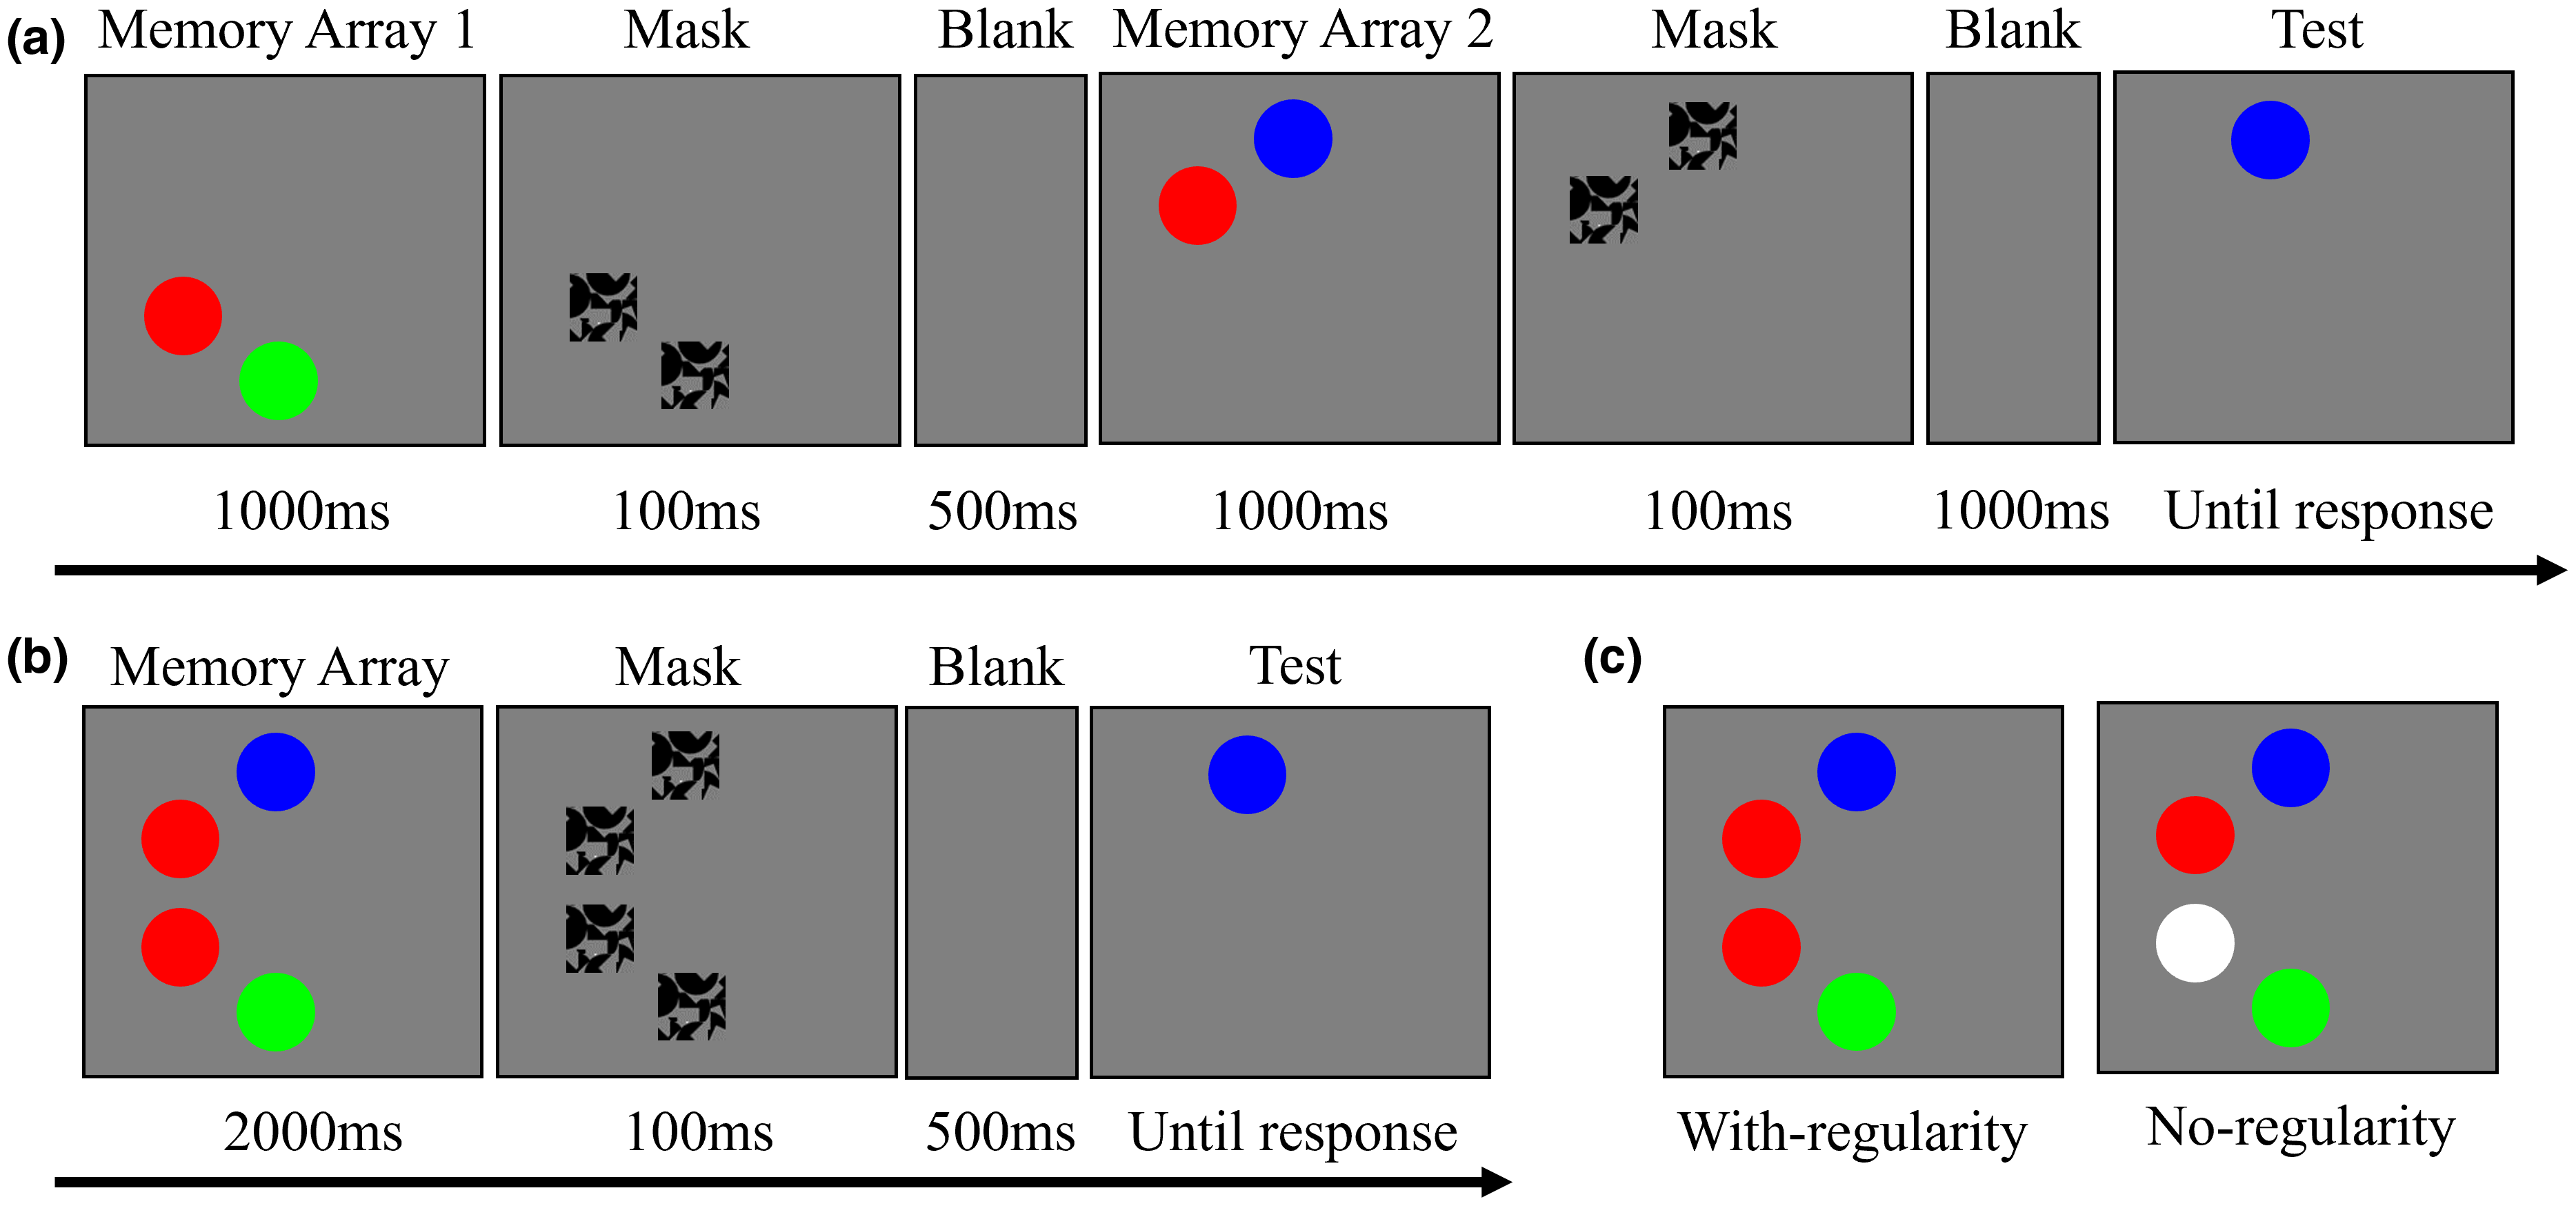 (a) Memory Array 1 Mask Blank Memory Array 2 Mask Blank Test
1000ms 100ms 500ms 1000ms 100ms 1000ms Until response
(b) Memory Array Mask Blank Test
2000ms 100ms 500ms Until response
(c)
With-regularity No-regularity